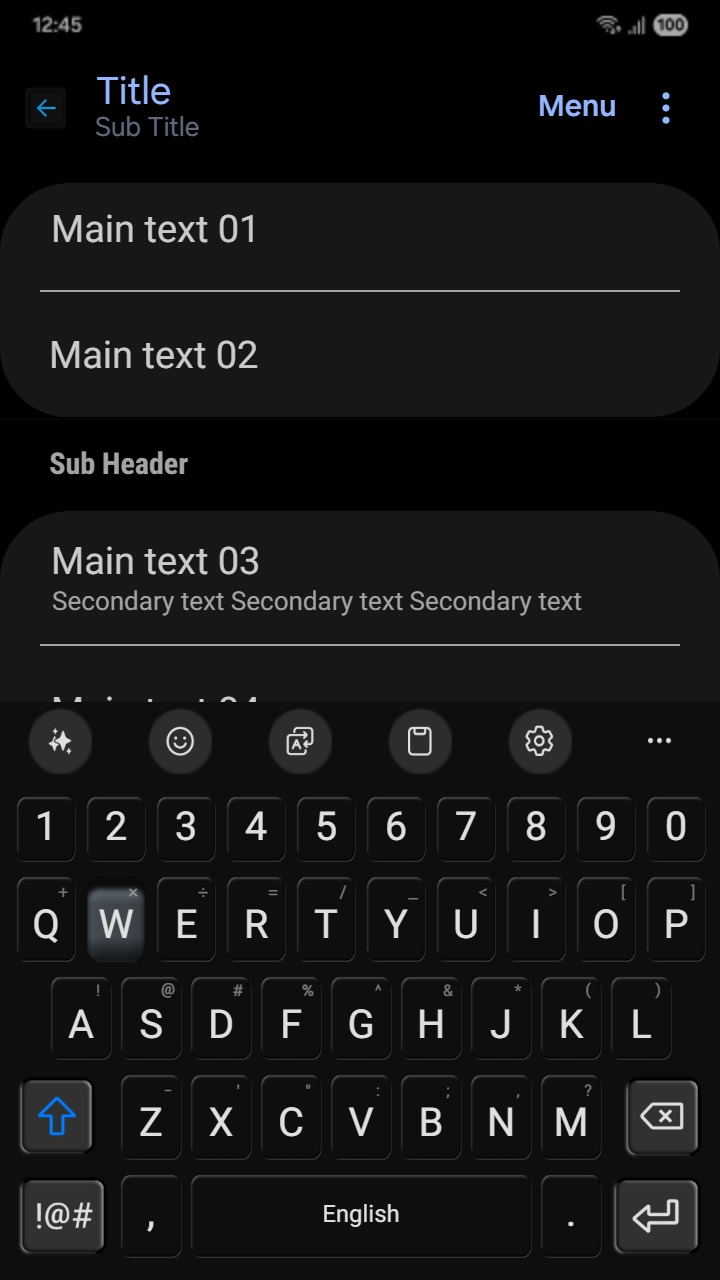 12:45
100
Title
Sub Title
Menu
Main text 01
Main text 02
Sub Header
Main text 03
Secondary text Secondary text Secondary text
1 2 3 4 5 6 7 8 9 0
+ × ÷ = / _ < > [ ]
Q W E R T Y U I O P
! @ # % ^ & * ( )
A S D F G H J K L
- ' " : ; , ?
Z X C V B N M
!@# , English .